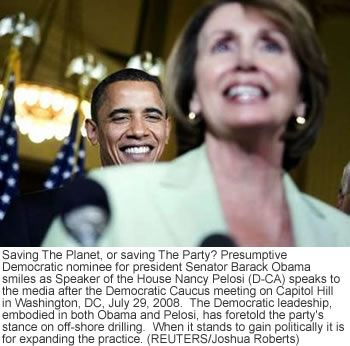 Saving The Planet, or saving The Party? Presumptive
Democratic nominee for president Senator Barack Obama
smiles as Speaker of the House Nancy Pelosi (D-CA) speaks to
the media after the Democratic Caucus meeting on Capitol Hill
in Washington, DC, July 29, 2008.  The Democratic leadeship,
embodied in both Obama and Pelosi, has foretold the party's
stance on off-shore drilling.  When it stands to gain politically it is
for expanding the practice. (REUTERS/Joshua Roberts)